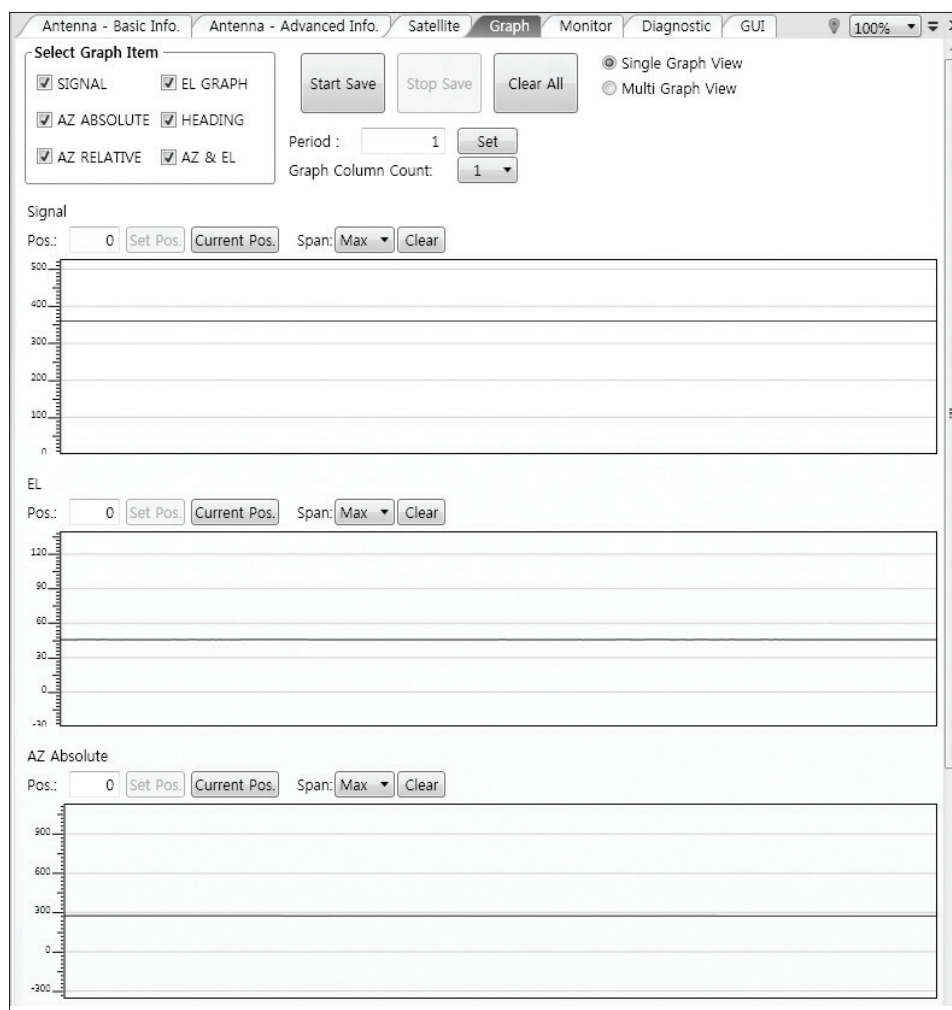 Antenna - Basic Info. Antenna - Advanced Info. Satellite Graph Monitor Diagnostic GUI 100%
Select Graph Item
SIGNAL EL GRAPH
AZ ABSOLUTE HEADING
AZ RELATIVE AZ & EL
Start Save Stop Save Clear All
Single Graph View
Multi Graph View
Period : 1 Set
Graph Column Count: 1
Signal
Pos.: 0 Set Pos. Current Pos. Span: Max Clear
500
400
300
200
100
0
EL
Pos.: 0 Set Pos. Current Pos. Span: Max Clear
120
90
60
30
0
-30
AZ Absolute
Pos.: 0 Set Pos. Current Pos. Span: Max Clear
900
600
300
0
-300